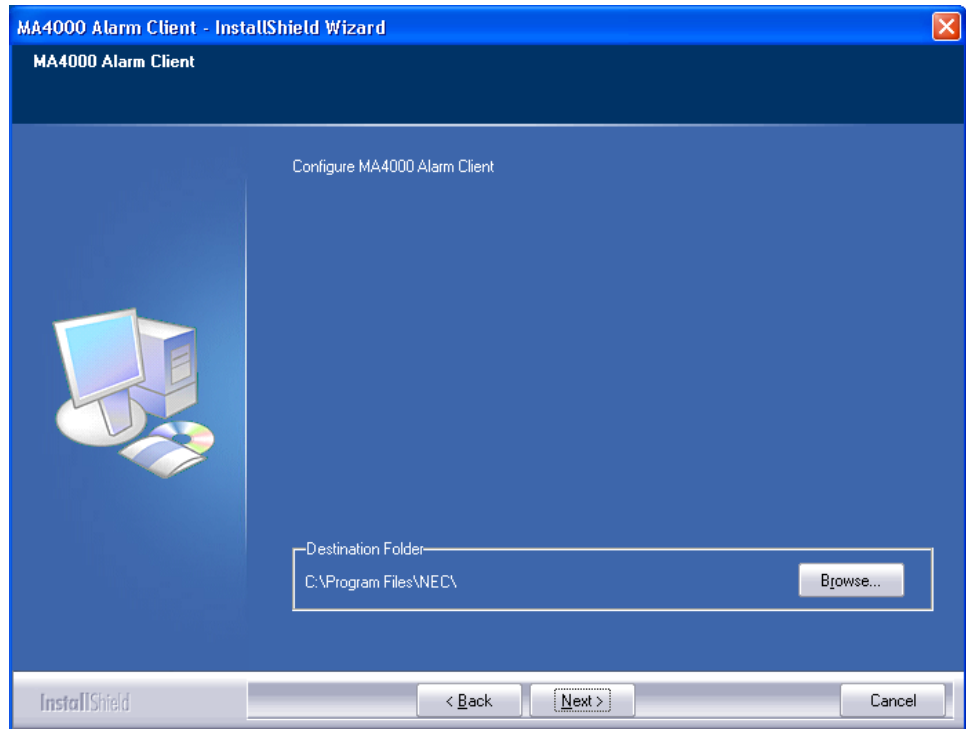 MA4000 Alarm Client - InstallShield Wizard
MA4000 Alarm Client
Configure MA4000 Alarm Client
Destination Folder
C:\Program Files\NEC\
Browse...
InstallShield
< Back
Next >
Cancel